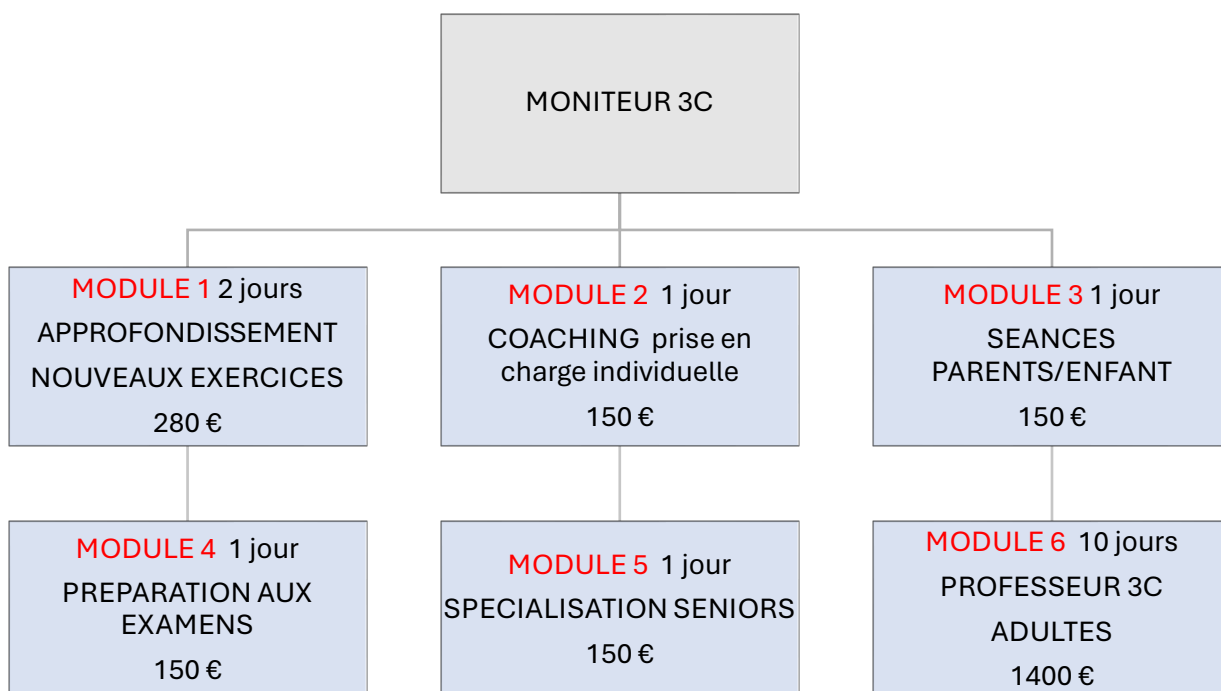 MONITEUR 3C
MODULE 1 2 jours
APPROFONDISSEMENT
NOUVEAUX EXERCICES
280 €
MODULE 2 1 jour
COACHING prise en
charge individuelle
150 €
MODULE 3 1 jour
SEANCES
PARENTS/ENFANT
150 €
MODULE 4 1 jour
PREPARATION AUX
EXAMENS
150 €
MODULE 5 1 jour
SPECIALISATION SENIORS
150 €
MODULE 6 10 jours
PROFESSEUR 3C
ADULTES
1400 €